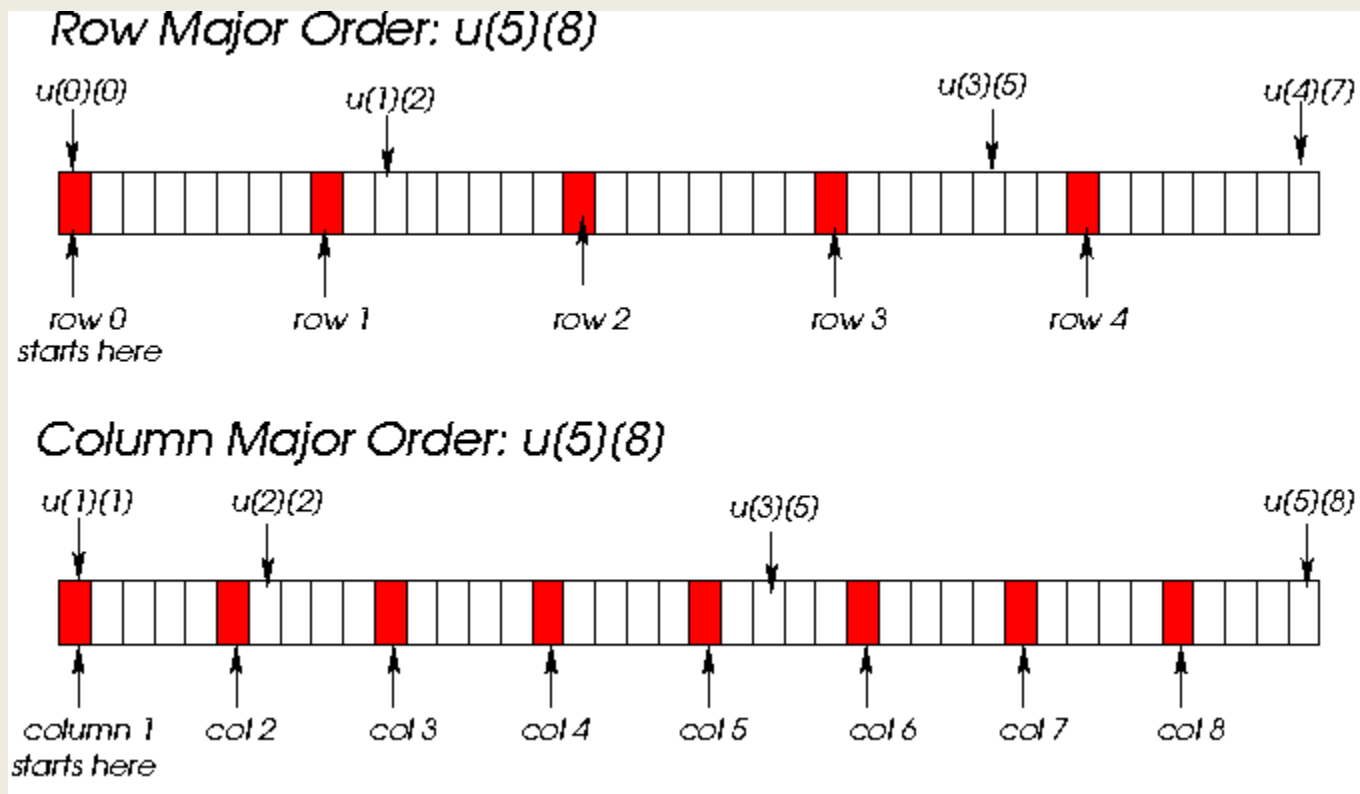 Row Major Order: u(5)(8)
u(0)(0) u(1)(2) u(3)(5) u(4)(7)
row 0 row 1 row 2 row 3 row 4
starts here
Column Major Order: u(5)(8)
u(1)(1) u(2)(2) u(3)(5) u(5)(8)
column 1 col 2 col 3 col 4 col 5 col 6 col 7 col 8
starts here